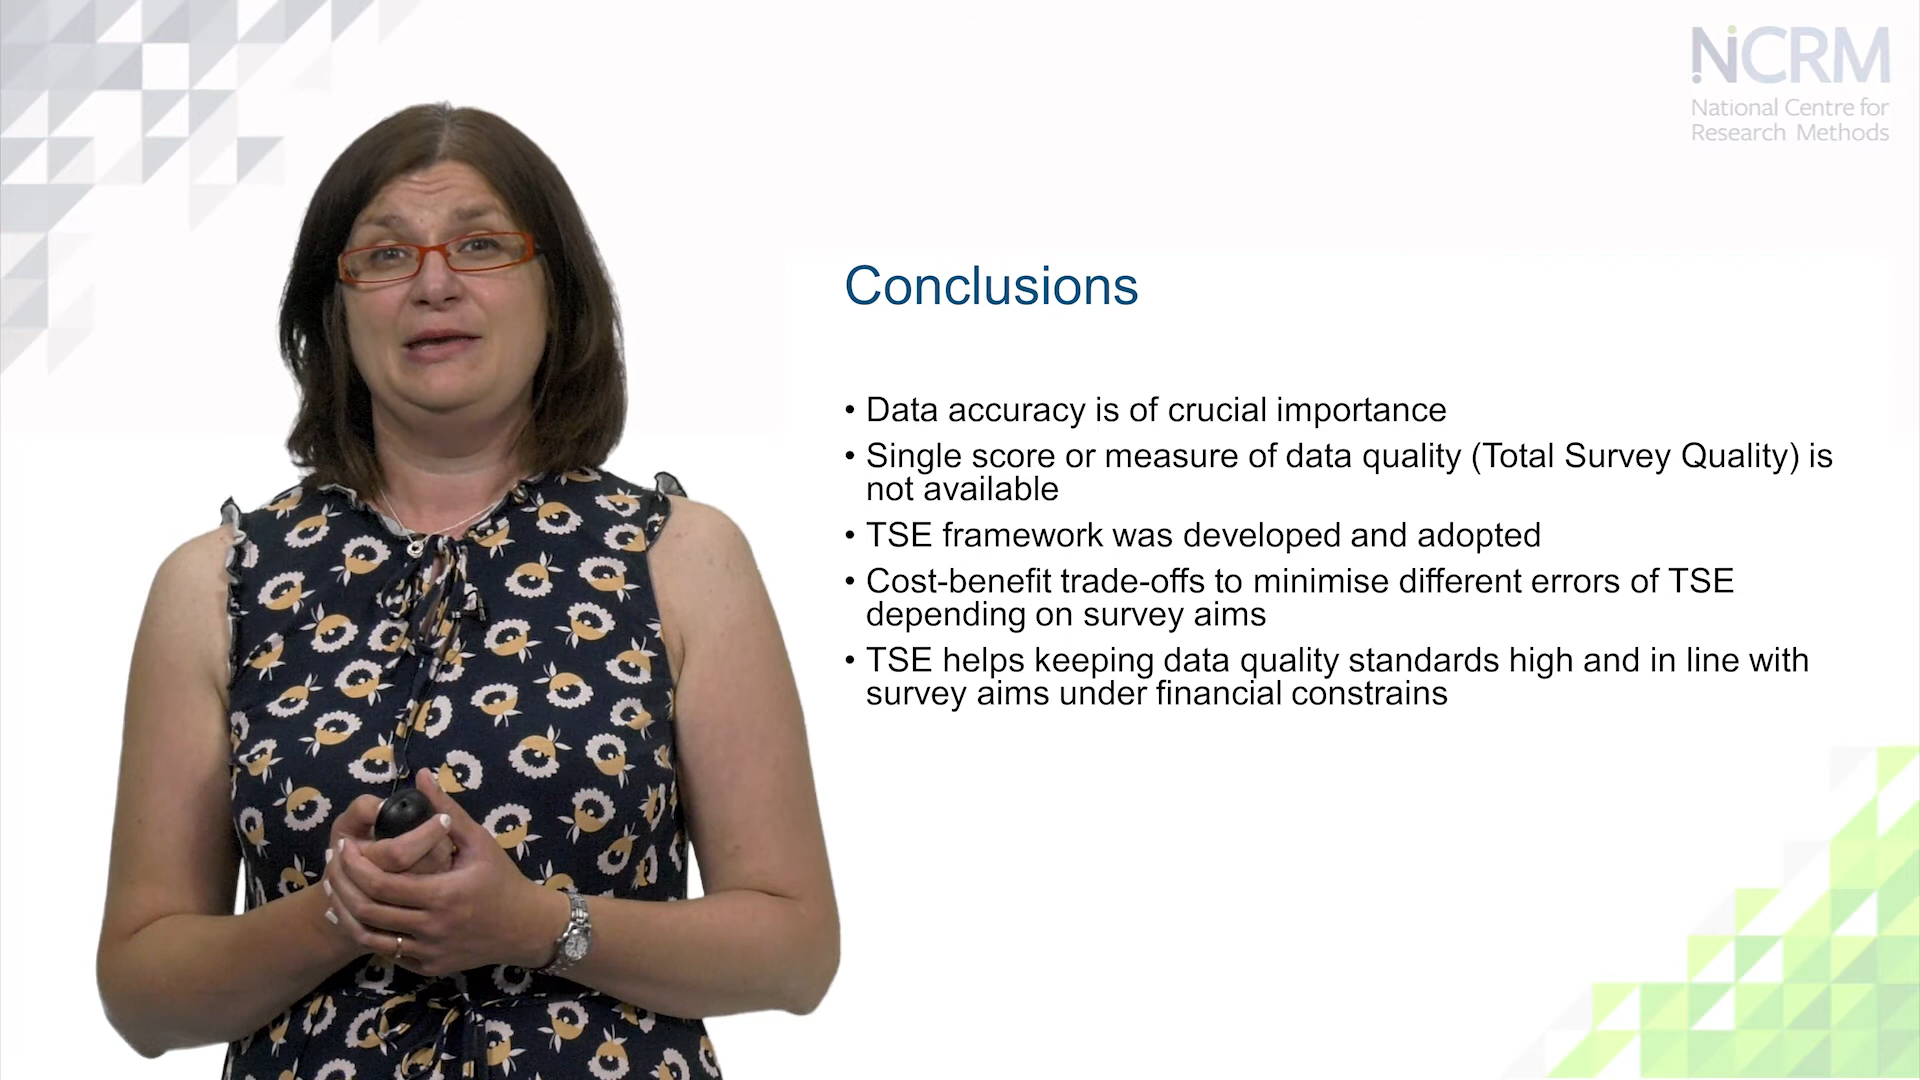 NCRM
National Centre for
Research Methods
Conclusions
• Data accuracy is of crucial importance
• Single score or measure of data quality (Total Survey Quality) is
not available
• TSE framework was developed and adopted
• Cost-benefit trade-offs to minimise different errors of TSE
depending on survey aims
• TSE helps keeping data quality standards high and in line with
survey aims under financial constrains